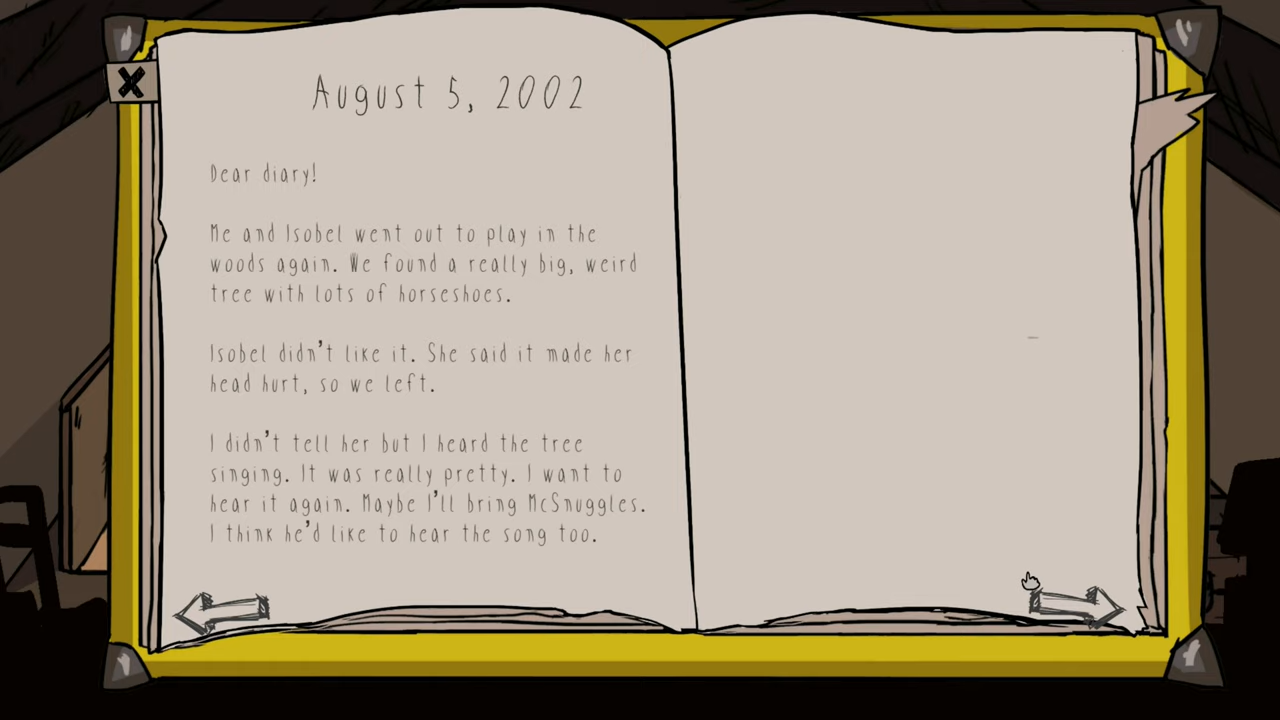 August 5, 2002
Dear diary!
Me and Isobel went out to play in the
woods again. We found a really big, weird
tree with lots of horseshoes.
Isobel didn't like it. She said it made her
head hurt, so we left.
I didn't tell her but I heard the tree
singing. It was really pretty. I want to
hear it again. Maybe I'll bring McSnuggles.
I think he'd like to hear the song too.